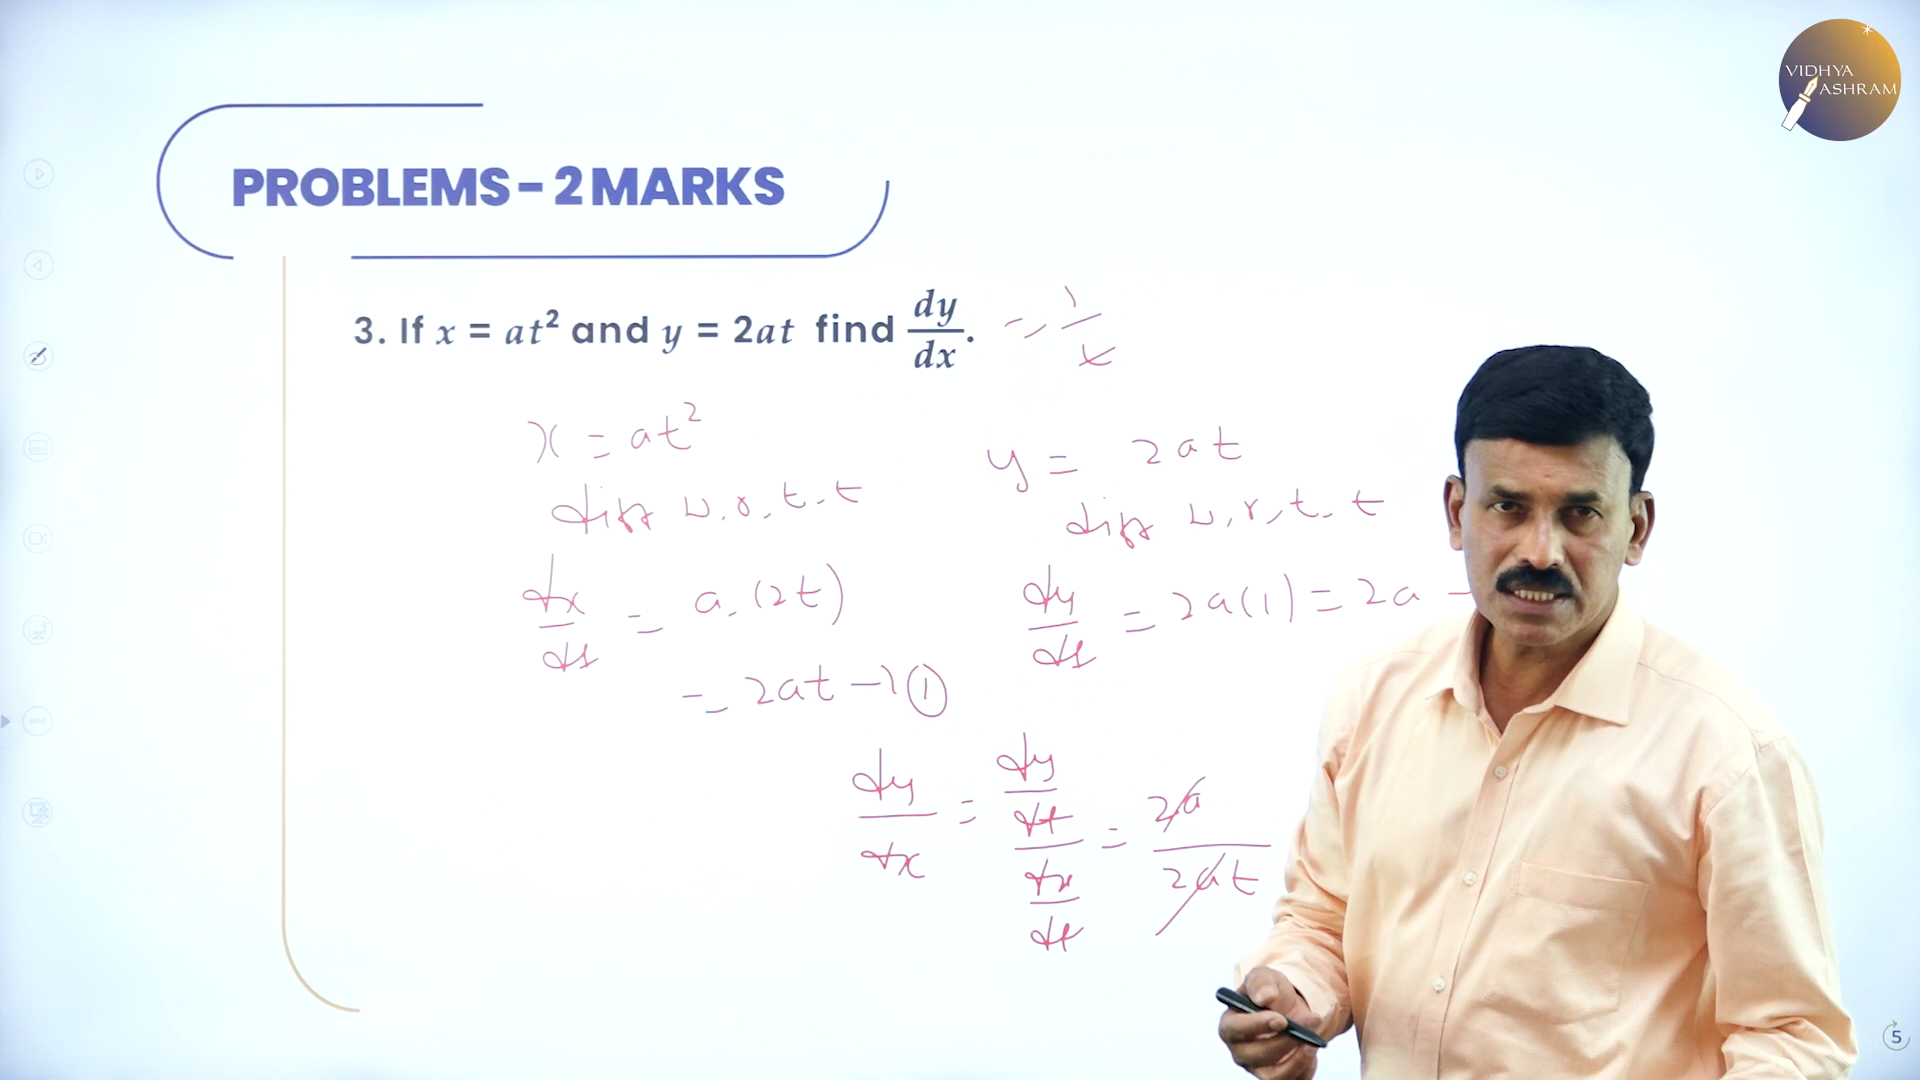 VIDHYA
ASHRAM
PROBLEMS - 2 MARKS
3. If x = at² and y = 2at find dy/dx. = 1/t
x = at²
diff w.r.t.t
dx/dt = a.(2t)
= 2at → ①
y = 2at
diff w.r.t.t
dy/dt = 2a(1) = 2a -
dy/dx = dy/dt / dx/dt = 2a/2at
5